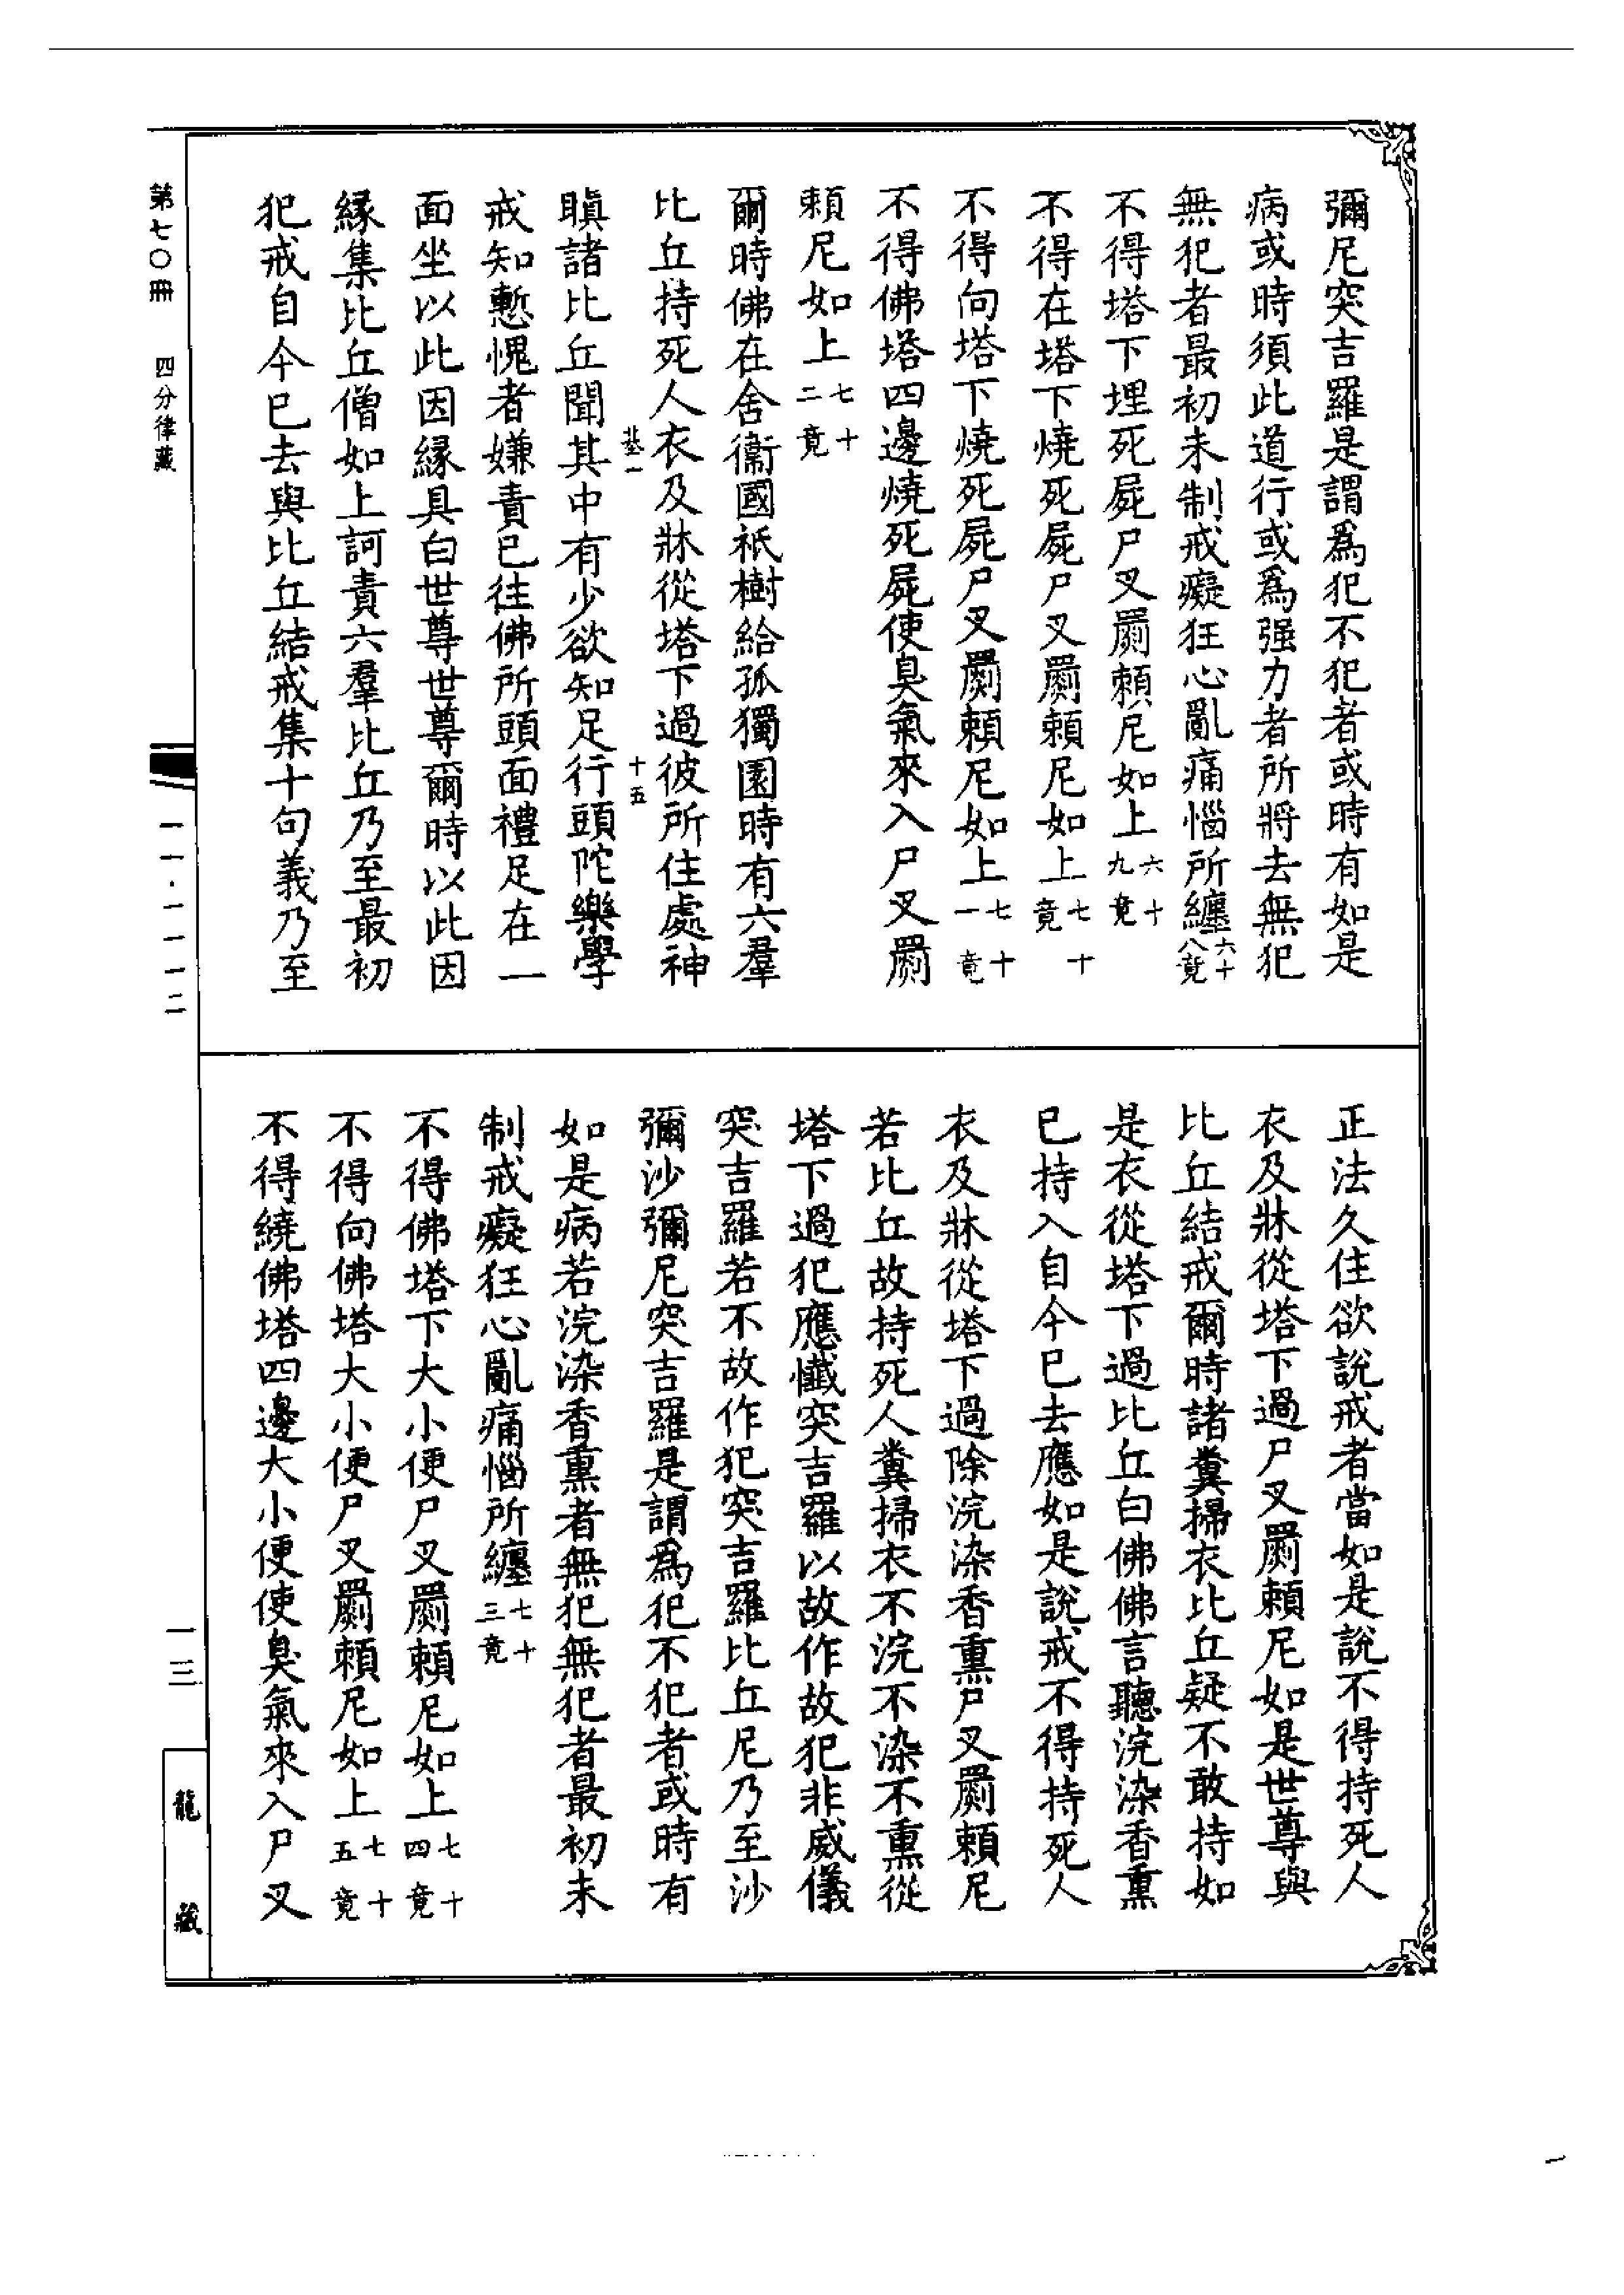 彌尼突吉羅是謂為犯不犯者或時有如是
病或時須此道行或為强力者所將去無犯
無犯者最初未制戒癡狂心亂痛惱所纏六十八竟
不得塔下埋死屍尸叉罽賴尼如上六十九竟
不得在塔下燒死屍尸叉罽賴尼如上七十竟
不得向塔下燒死屍尸叉罽賴尼如上七十一竟
不得佛塔四邊燒死屍使臭氣來入尸叉罽
賴尼如上七十二竟
爾時佛在舍衞國祇樹給孤獨園時有六羣
比丘持死人衣及牀從塔下過彼所住處神
十五
瞋諸比丘聞其中有少欲知足行頭陀樂學
戒知慙愧者嫌責已往佛所頭面禮足在一
面坐以此因緣具白世尊世尊爾時以此因
緣集比丘僧如上訶責六羣比丘乃至最初
犯戒自今已去與比丘結戒集十句義乃至
正法久住欲說戒者當如是說不得持死人
衣及牀從塔下過尸叉罽賴尼如是世尊與
比丘結戒爾時諸糞掃衣比丘疑不敢持如
是衣從塔下過比丘白佛佛言聽浣染香熏
已持入自今已去應如是說戒不得持死人
衣及牀從塔下過除浣染香熏尸叉罽賴尼
若比丘故持死人糞掃衣不浣不染不熏從
塔下過犯應懺突吉羅以故作故犯非威儀
突吉羅若不故作犯突吉羅比丘尼乃至沙
彌沙彌尼突吉羅是謂為犯不犯者或時有
如是病若浣染香熏者無犯無犯者最初未
制戒癡狂心亂痛惱所纏七十三竟
不得佛塔下大小便尸叉罽賴尼如上七十四竟
不得向佛塔大小便尸叉罽賴尼如上七十五竟
不得繞佛塔四邊大小便使臭氣來入尸叉
第七〇冊 四分律藏
一一·一一一二
一三
龍藏